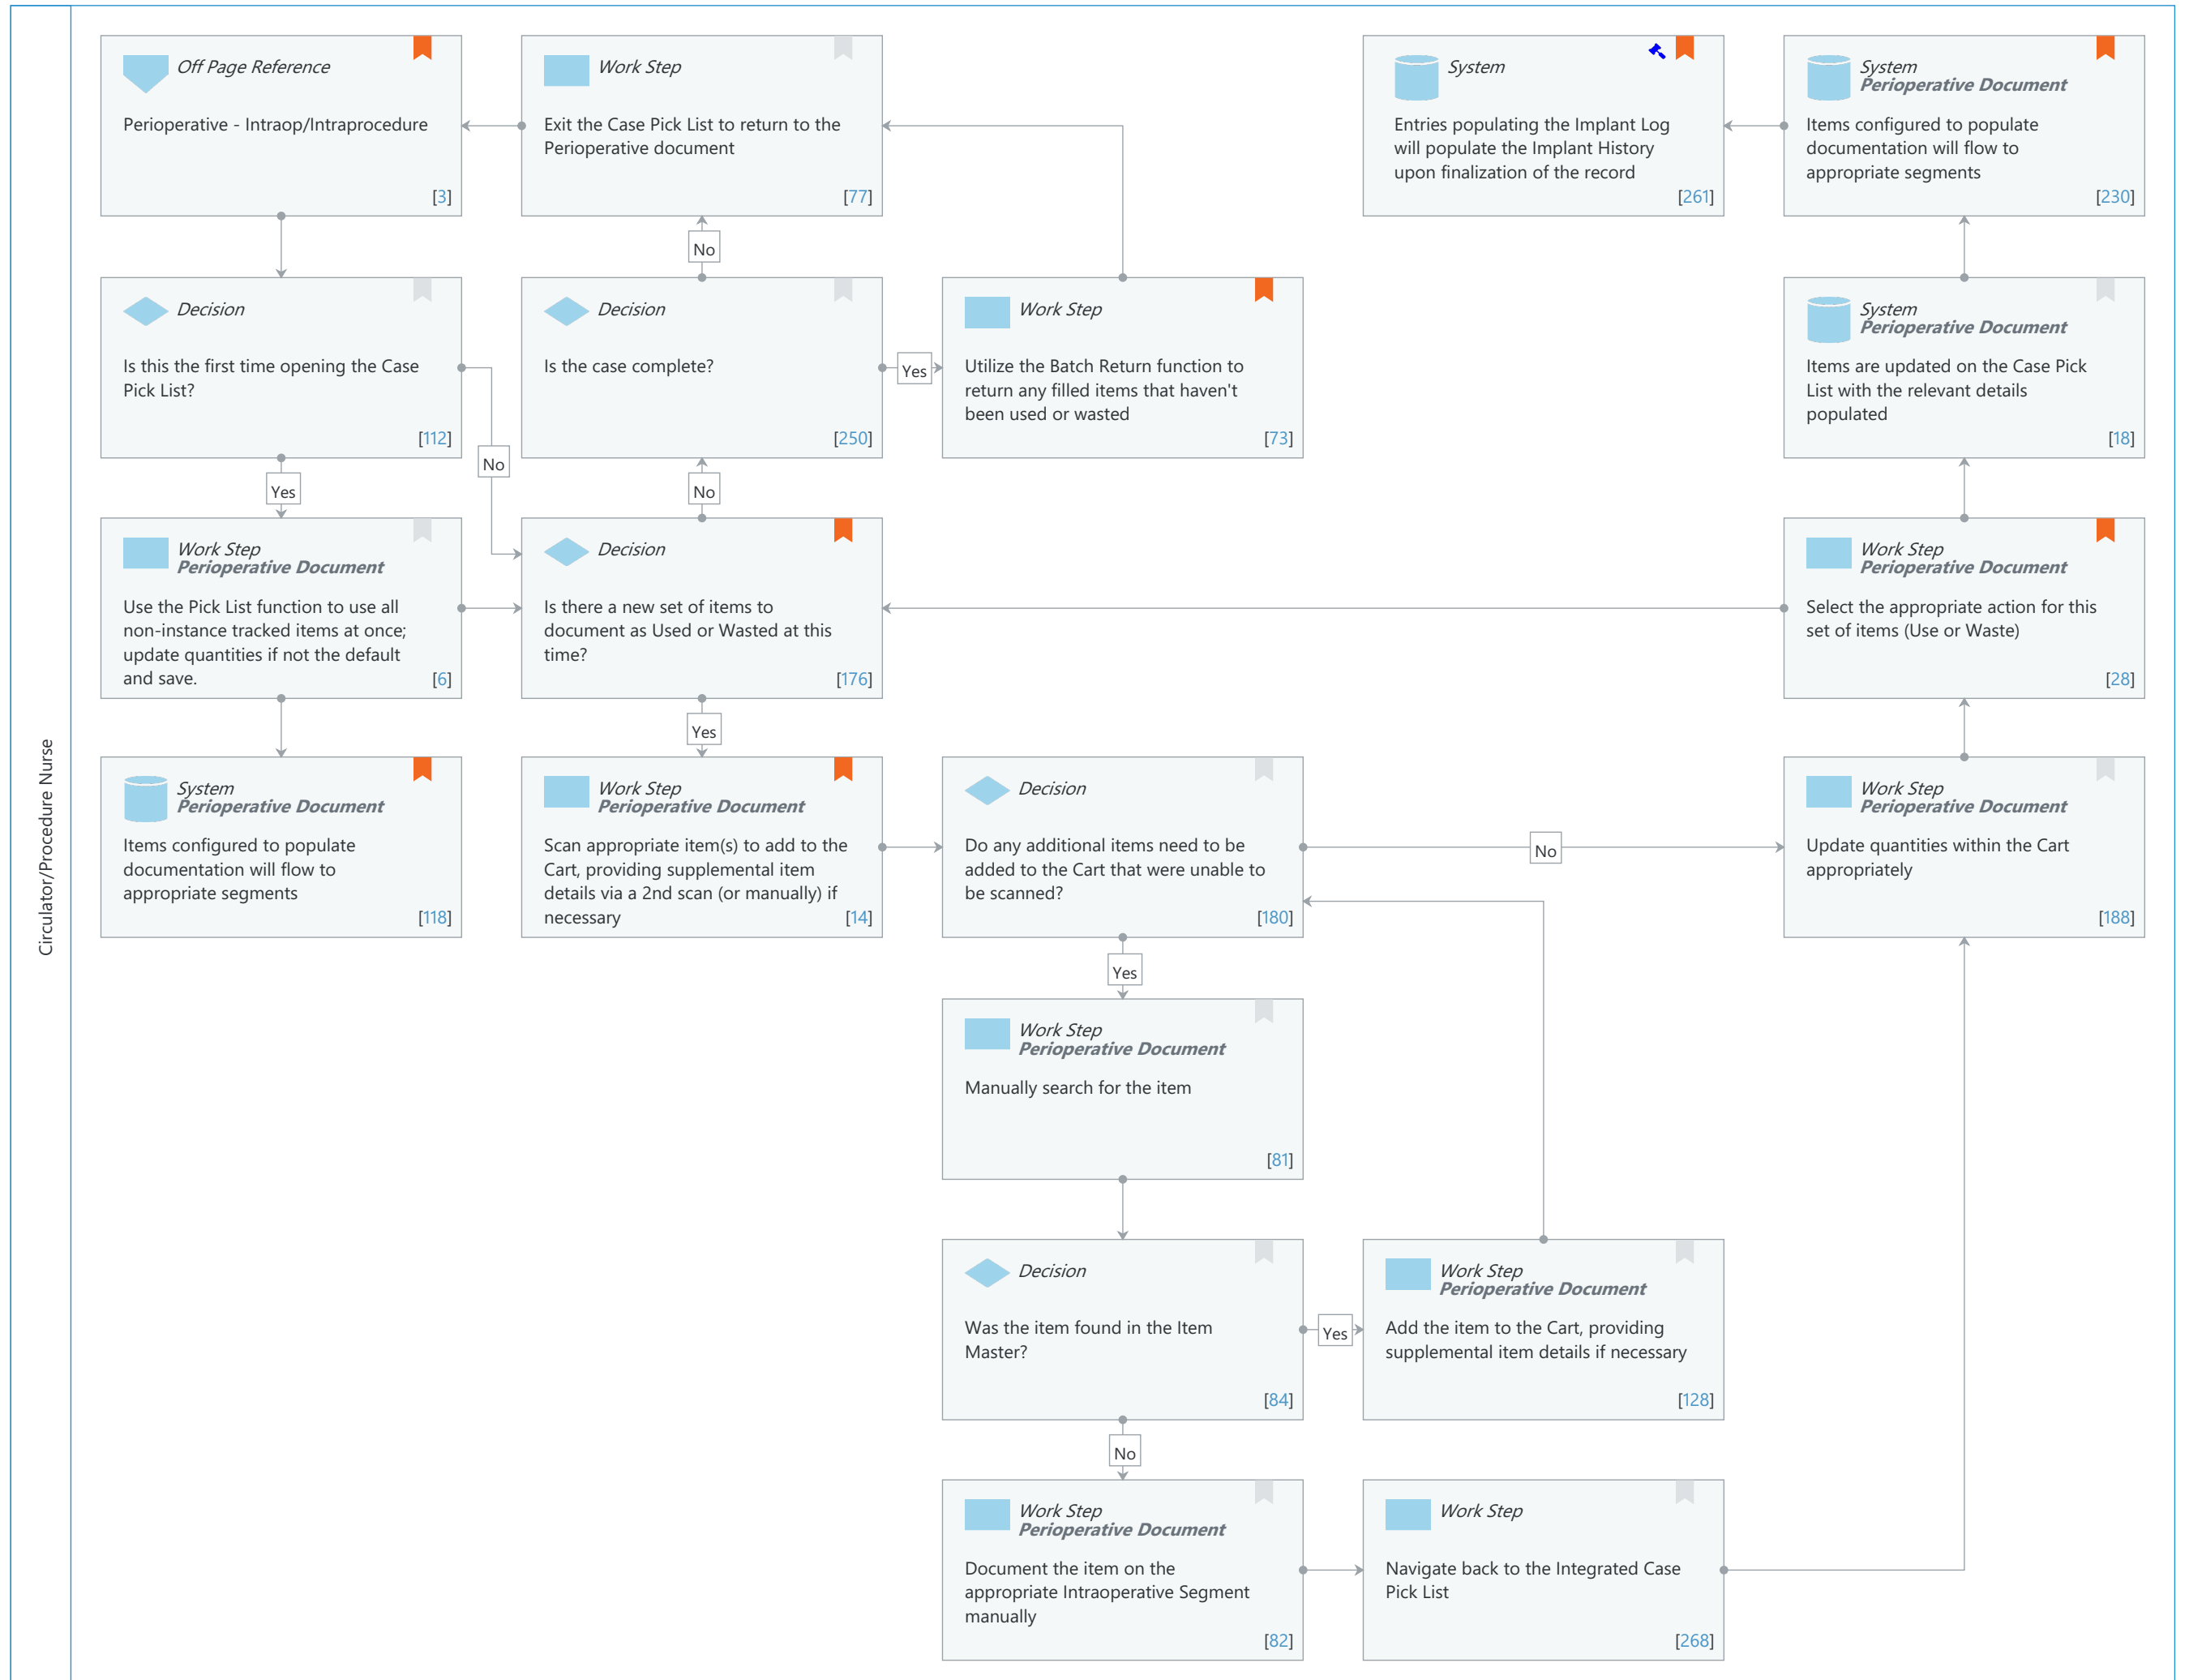 Circulator/Procedure Nurse
Off Page Reference
Perioperative - Intraop/Intraprocedure
[3]
Work Step
Exit the Case Pick List to return to the
Perioperative document
[77]
System
Entries populating the Implant Log
will populate the Implant History
upon finalization of the record
[261]
System
Perioperative Document
Items configured to populate
documentation will flow to
appropriate segments
[230]
No
Decision
Is this the first time opening the Case
Pick List?
[112]
Decision
Is the case complete?
[250]
Yes
Work Step
Utilize the Batch Return function to
return any filled items that haven't
been used or wasted
[73]
System
Perioperative Document
Items are updated on the Case Pick
List with the relevant details
populated
[18]
No
Yes
No
Work Step
Perioperative Document
Use the Pick List function to use all
non-instance tracked items at once;
update quantities if not the default
and save.
[6]
Decision
Is there a new set of items to
document as Used or Wasted at this
time?
[176]
Work Step
Perioperative Document
Select the appropriate action for this
set of items (Use or Waste)
[28]
Yes
System
Perioperative Document
Items configured to populate
documentation will flow to
appropriate segments
[118]
Work Step
Perioperative Document
Scan appropriate item(s) to add to the
Cart, providing supplemental item
details via a 2nd scan (or manually) if
necessary
[14]
Decision
Do any additional items need to be
added to the Cart that were unable to
be scanned?
[180]
No
Work Step
Perioperative Document
Update quantities within the Cart
appropriately
[188]
Yes
Work Step
Perioperative Document
Manually search for the item
[81]
Decision
Was the item found in the Item
Master?
[84]
Yes
Work Step
Perioperative Document
Add the item to the Cart, providing
supplemental item details if necessary
[128]
No
Work Step
Perioperative Document
Document the item on the
appropriate Intraoperative Segment
manually
[82]
Work Step
Navigate back to the Integrated Case
Pick List
[268]